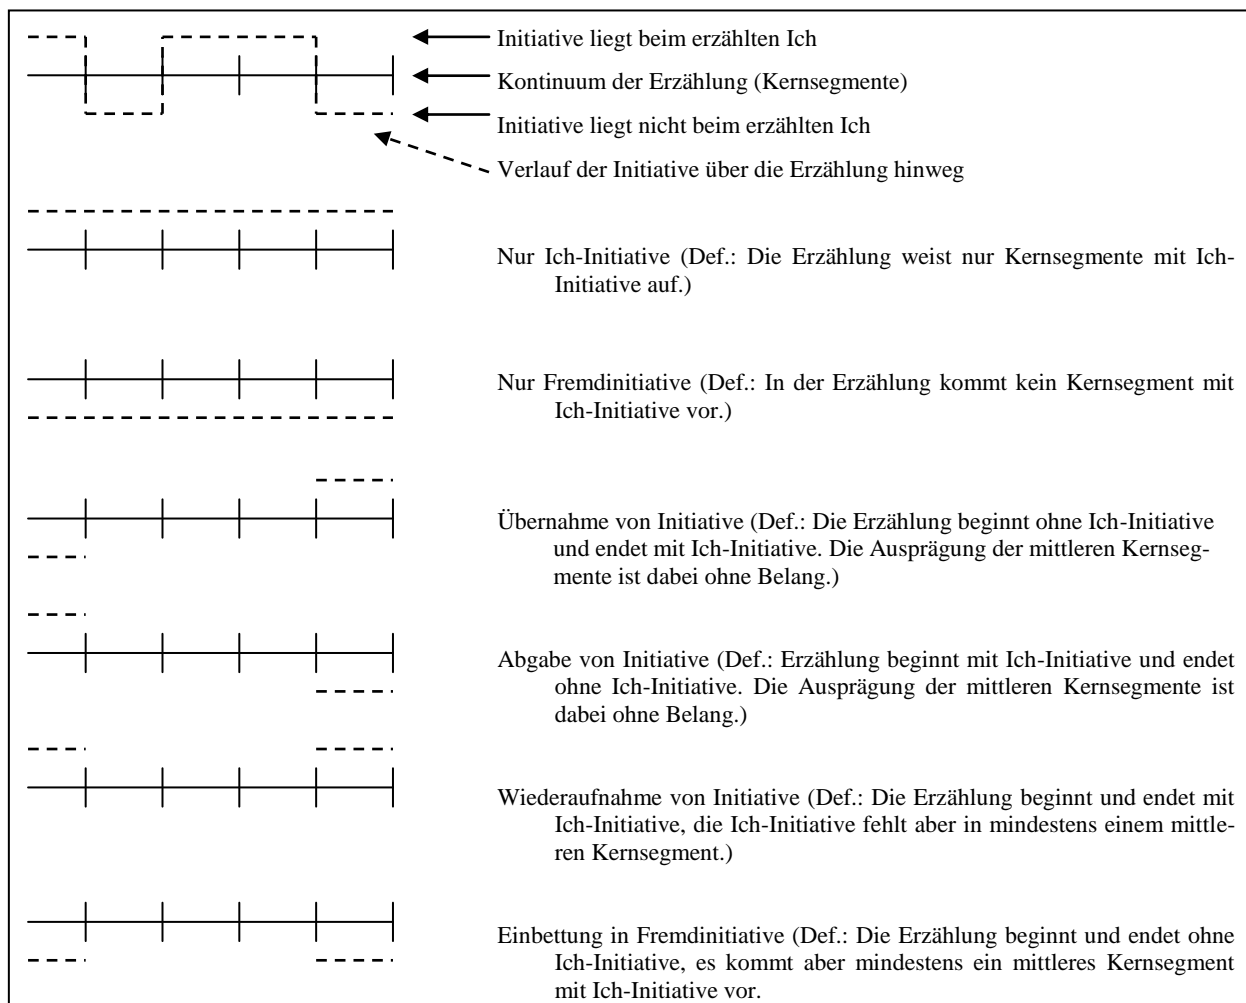 Initiative liegt beim erzählten Ich
Kontinuum der Erzählung (Kernsegmente)
Initiative liegt nicht beim erzählten Ich
Verlauf der Initiative über die Erzählung hinweg
Nur Ich-Initiative (Def.: Die Erzählung weist nur Kernsegmente mit Ich-
Initiative auf.)
Nur Fremdinitiative (Def.: In der Erzählung kommt kein Kernsegment mit
Ich-Initiative vor.)
Übernahme von Initiative (Def.: Die Erzählung beginnt ohne Ich-Initiative
und endet mit Ich-Initiative. Die Ausprägung der mittleren Kernseg-
mente ist dabei ohne Belang.)
Abgabe von Initiative (Def.: Erzählung beginnt mit Ich-Initiative und endet
ohne Ich-Initiative. Die Ausprägung der mittleren Kernsegmente ist
dabei ohne Belang.)
Wiederaufnahme von Initiative (Def.: Die Erzählung beginnt und endet mit
Ich-Initiative, die Ich-Initiative fehlt aber in mindestens einem mittle-
ren Kernsegment.)
Einbettung in Fremdinitiative (Def.: Die Erzählung beginnt und endet ohne
Ich-Initiative, es kommt aber mindestens ein mittleres Kernsegment
mit Ich-Initiative vor.